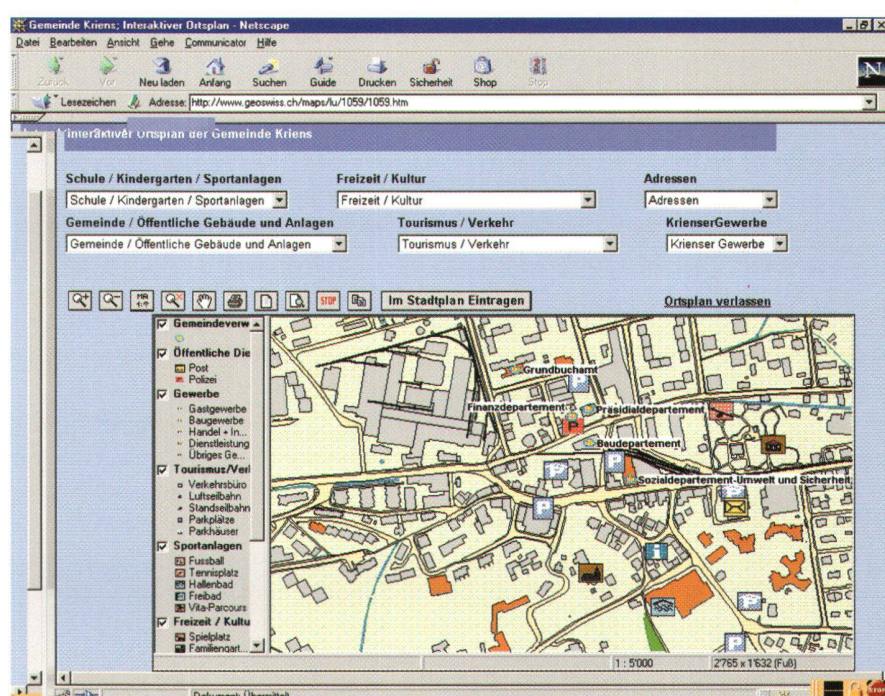 Gemeinde Kriens; Interaktiver Ortsplan - Netscape
Datei Bearbeiten Ansicht Gehe Communicator Hilfe
Zurück Vor Neu laden Anfang Suchen Guide Drucken Sicherheit Shop Stop
N
Lesezeichen Adresse: http://www.geoswiss.ch/maps/lu/1059/1059.htm
Interaktiver Ortsplan der Gemeinde Kriens
Schule / Kindergarten / Sportanlagen Freizeit / Kultur Adressen
Schule / Kindergarten / Sportanlagen Freizeit / Kultur Adressen
Gemeinde / Öffentliche Gebäude und Anlagen Tourismus / Verkehr KrienserGewerbe
Gemeinde / Öffentliche Gebäude und Anlagen Tourismus / Verkehr Krienser Gewerbe
STOP Im Stadtplan Eintragen Ortsplan verlassen
Gemeindeverw
Öffentliche Die
Post
Polizei
Gewerbe
Gastgewerbe
Baugewerbe
Handel + In...
Dienstleistung
Übriges Ge...
Tourismus/Verl
Verkehrsbüro
Luftseilbahn
Standseilbahn
Parkplätze
Parkhäuser
Sportanlagen
Fussball
Tennisplatz
Hallenbad
Freibad
Vita-Parcours
Freizeit / Kultu
Spielplatz
Familiengart...
Grundbuchamt
P
Finanzdepartement
Präsidialdepartement
P
Baudepartement
P
P
Sozialdepartement-Umwelt und Sicherheit
P
P
P
P
1 : 5'000 2'765 x 1'632 (Fuß)
Dokument: Übermittelt